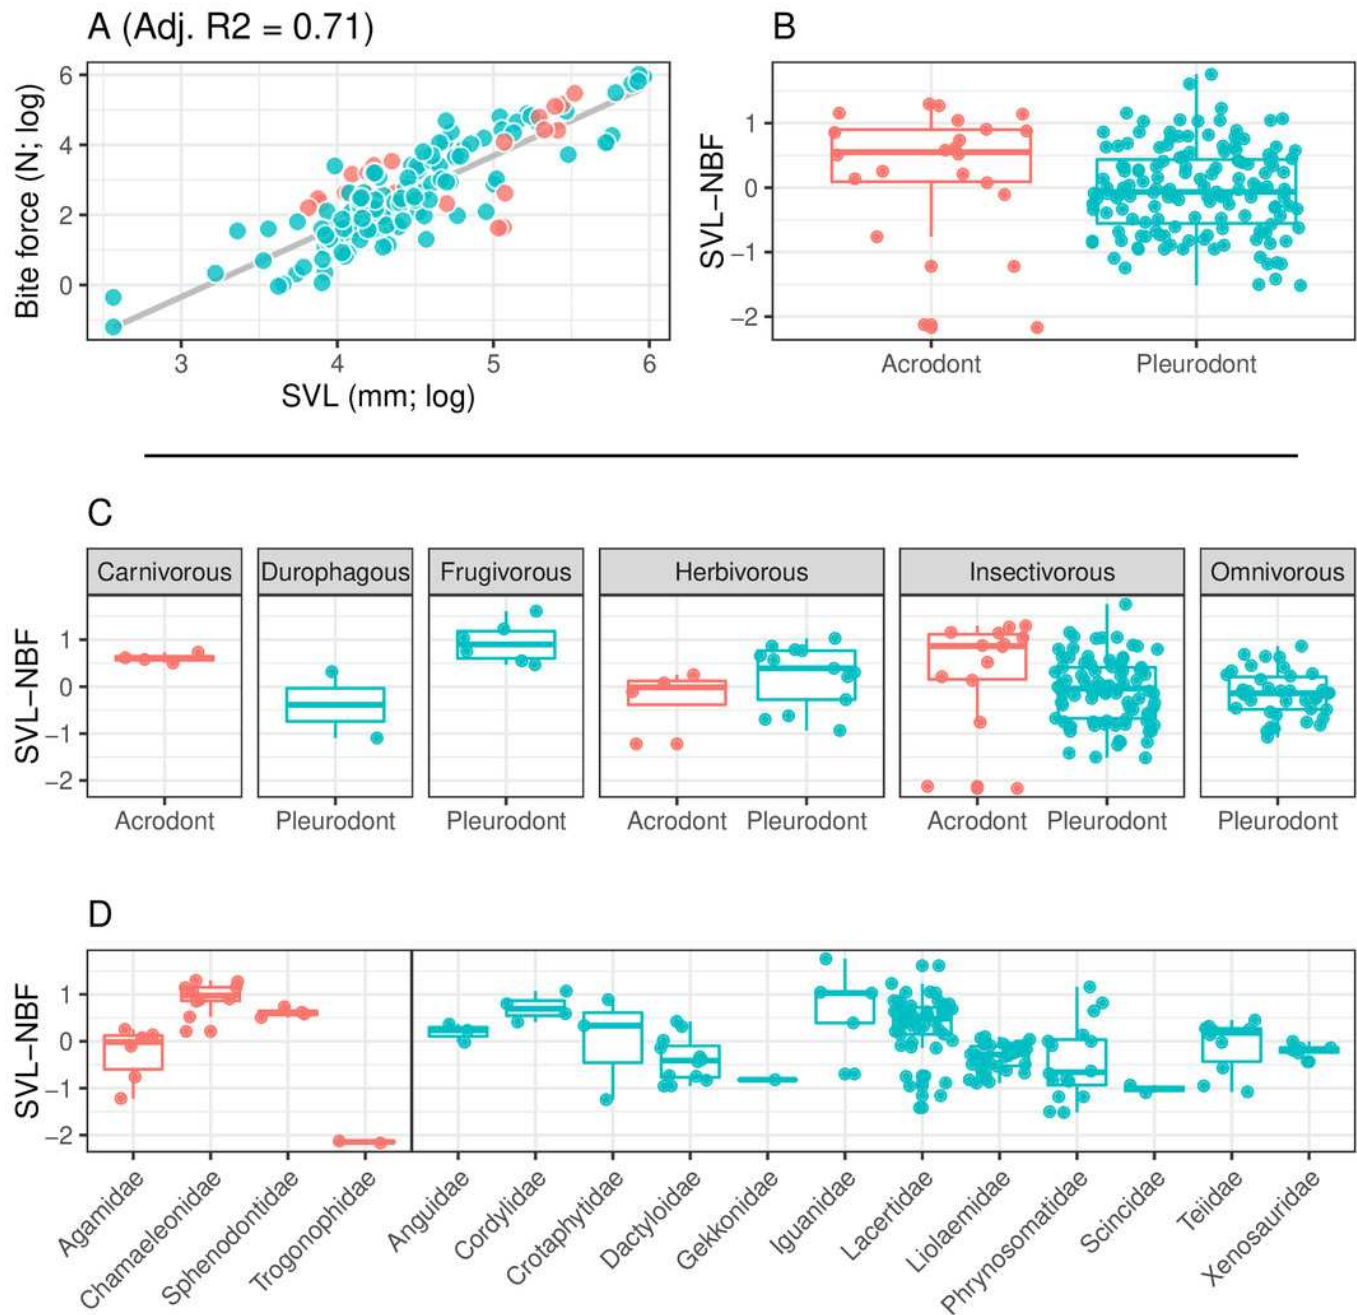 A (Adj. R2 = 0.71)
B
Bite force (N; log)
6
4
2
0
3 4 5 6
SVL (mm; log)
SVL−NBF
1
0
−1
−2
Acrodont Pleurodont
C
Carnivorous Durophagous Frugivorous Herbivorous Insectivorous Omnivorous
SVL−NBF
1
0
−1
−2
Acrodont Pleurodont Pleurodont Acrodont Pleurodont Acrodont Pleurodont Pleurodont
D
SVL−NBF
1
0
−1
−2
Agamidae
Chamaeleonidae
Sphenodontidae
Trogonophidae
Anguidae
Cordylidae
Crotaphytidae
Dactyloidae
Gekkonidae
Iguanidae
Lacertidae
Liolaemidae
Phrynosomatidae
Scincidae
Teiidae
Xenosauridae